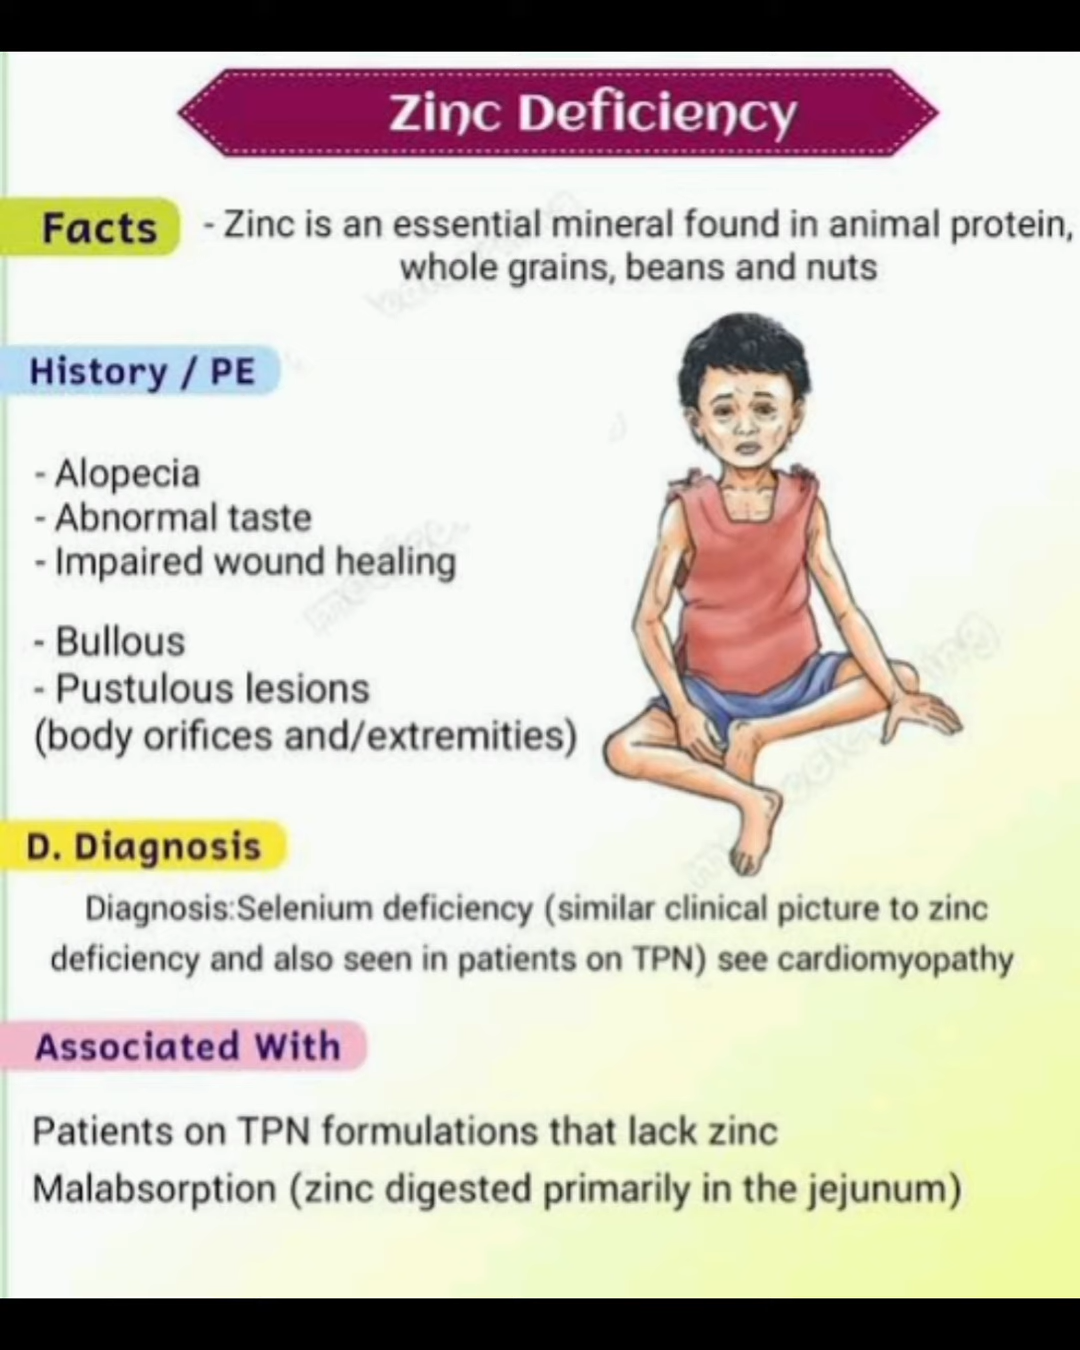 Zinc Deficiency
Facts - Zinc is an essential mineral found in animal protein,
whole grains, beans and nuts
History / PE
- Alopecia
- Abnormal taste
- Impaired wound healing
- Bullous
- Pustulous lesions
(body orifices and/extremities)
D. Diagnosis
Diagnosis:Selenium deficiency (similar clinical picture to zinc
deficiency and also seen in patients on TPN) see cardiomyopathy
Associated With
Patients on TPN formulations that lack zinc
Malabsorption (zinc digested primarily in the jejunum)